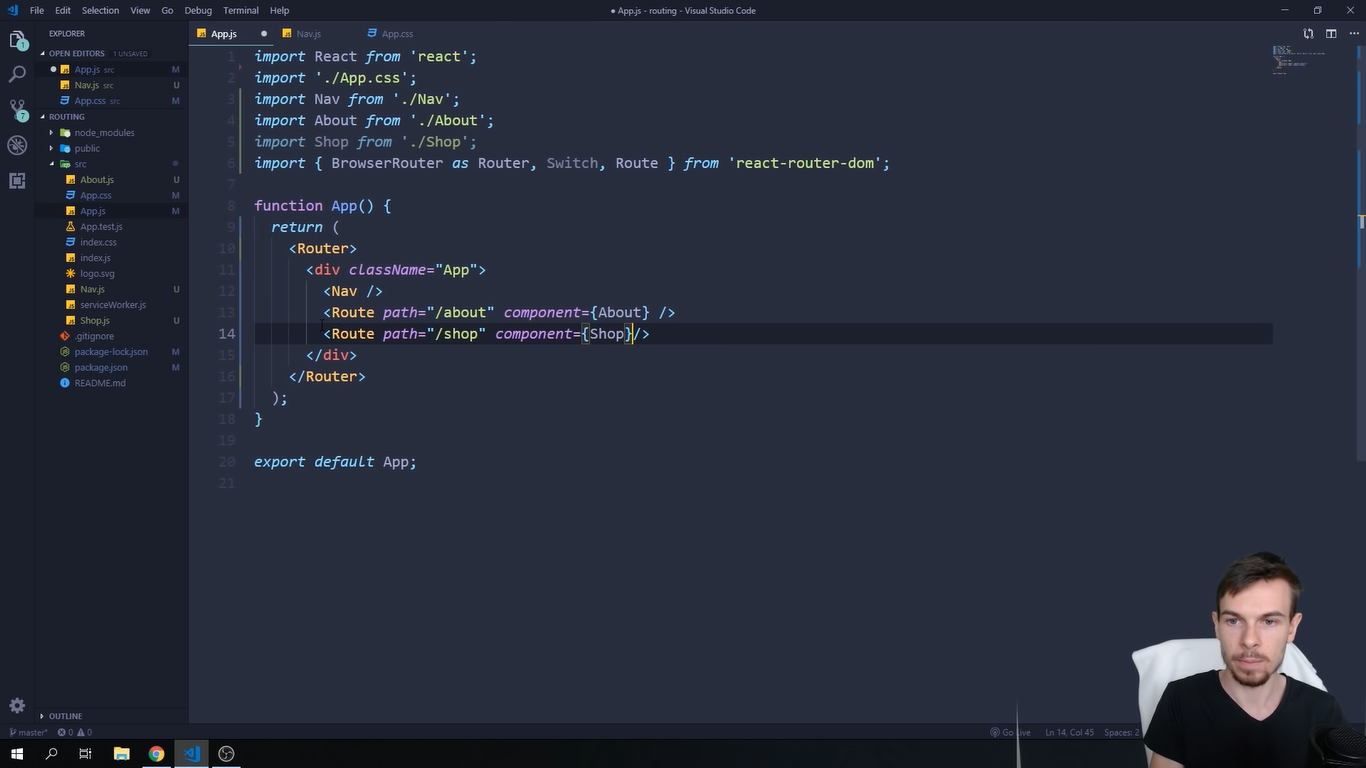 File Edit Selection View Go Debug Terminal Help
● App.js - routing - Visual Studio Code
EXPLORER
OPEN EDITORS 1 UNSAVED
App.js src M
Nav.js src U
App.css src M
ROUTING
node_modules
public
src
About.js U
App.css M
App.js M
App.test.js
index.css
index.js
logo.svg
Nav.js U
serviceWorker.js
Shop.js U
.gitignore
package-lock.json M
package.json M
README.md
OUTLINE
1
7
App.js Nav.js App.css
1 import React from 'react';
2 import './App.css';
3 import Nav from './Nav';
4 import About from './About';
5 import Shop from './Shop';
6 import { BrowserRouter as Router, Switch, Route } from 'react-router-dom';
7
8 function App() {
9 return (
10 <Router>
11 <div className="App">
12 <Nav />
13 <Route path="/about" component={About} />
14 <Route path="/shop" component={Shop}/>
15 </div>
16 </Router>
17 );
18 }
19
20 export default App;
21
master* 0 0
Go Live Ln 14, Col 45 Spaces: 2